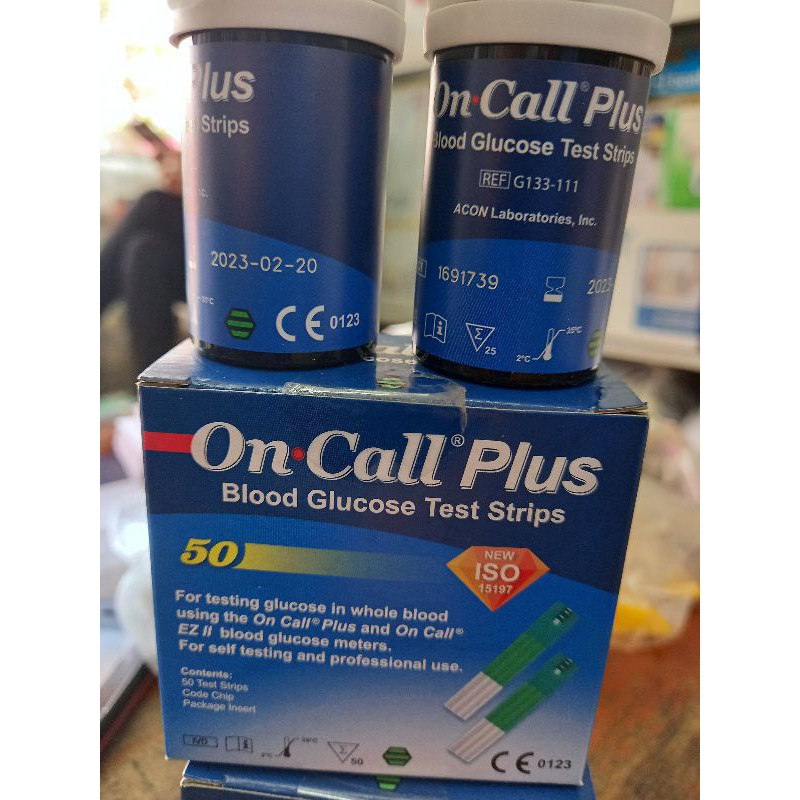 Plus
Strips
2023-02-20
CE 0123
On Call® Plus
Blood Glucose Test Strips
REF G133-111
ACON Laboratories, Inc.
1691739
2023-
25
2°C
35°C
On Call® Plus
Blood Glucose Test Strips
50
NEW
ISO
15197
For testing glucose in whole blood
using the On Call® Plus and On Call®
EZ II blood glucose meters.
For self testing and professional use.
Contents:
50 Test Strips
Code Chip
Package Insert
IVD
2°C
50
CE 0123